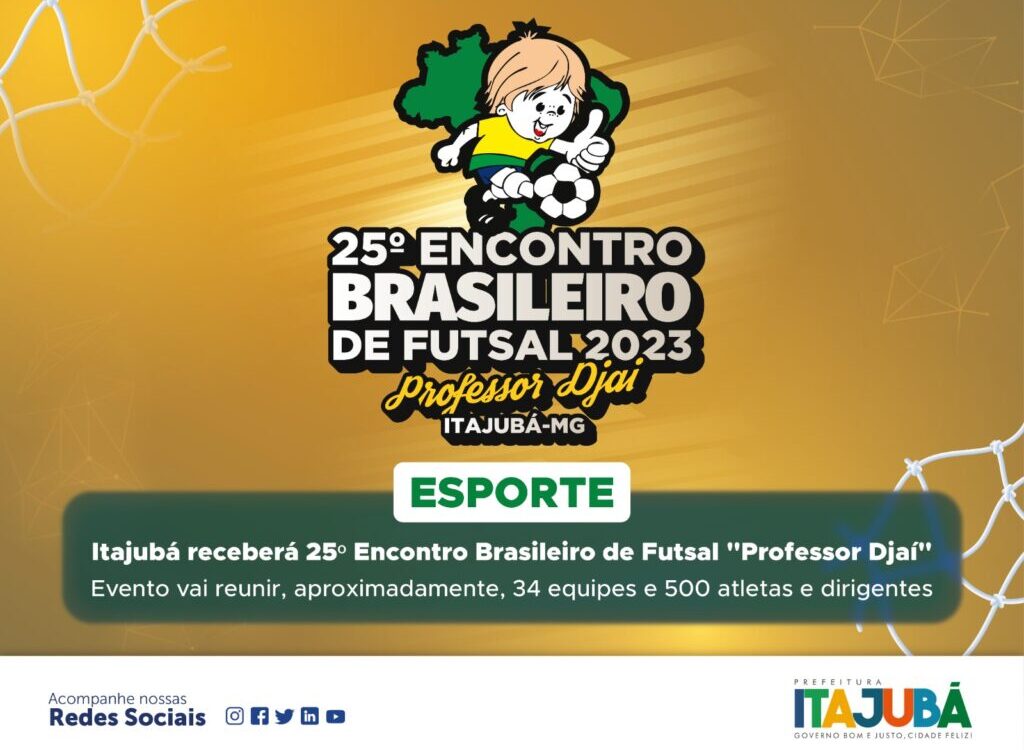 25º ENCONTRO
BRASILEIRO
DE FUTSAL 2023
Professor Djaí
ITAJUBÁ-MG
ESPORTE
Itajubá receberá 25º Encontro Brasileiro de Futsal "Professor Djaí"
Evento vai reunir, aproximadamente, 34 equipes e 500 atletas e dirigentes
Acompanhe nossas
Redes Sociais
PREFEITURA
ITAJUBÁ
GOVERNO BOM E JUSTO, CIDADE FELIZ!